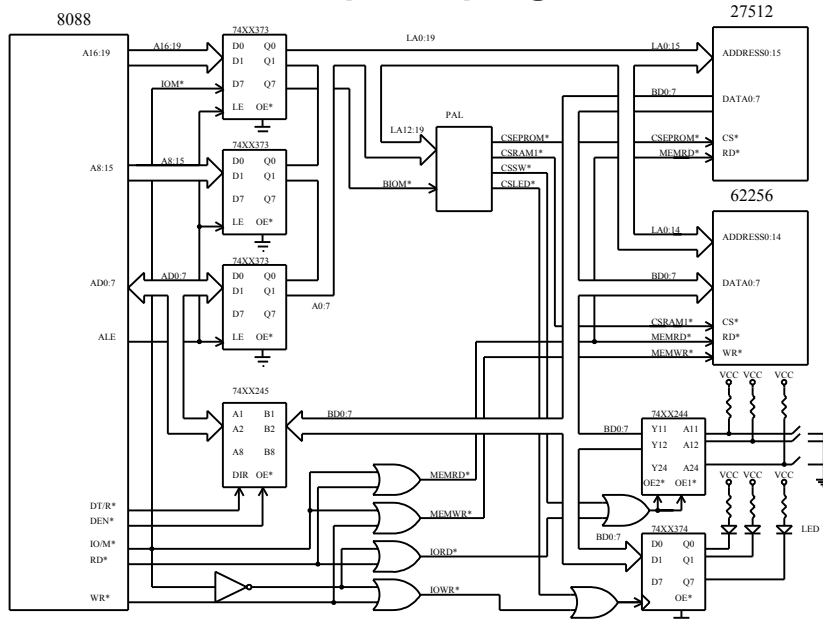 8088
A16:19
A8:15
AD0:7
ALE
DT/R*
DEN*
IO/M*
RD*
WR*
A16:19
IOM*
A8:15
AD0:7
74XX373
D0 Q0
D1 Q1
D7 Q7
LE OE*
74XX373
D0 Q0
D1 Q1
D7 Q7
LE OE*
74XX373
D0 Q0
D1 Q1
D7 Q7
LE OE*
A0:7
74XX245
A1 B1
A2 B2
A8 B8
DIR OE*
BD0:7
LA0:19
LA12:19
BIOM*
PAL
CSEPROM*
CSRAM1*
CSSW*
CSLED*
MEMRD*
MEMWR*
IORD*
IOWR*
27512
LA0:15
BD0:7
CSEPROM*
MEMRD*
ADDRESS0:15
DATA0:7
CS*
RD*
62256
LA0:14
BD0:7
CSRAM1*
MEMRD*
MEMWR*
ADDRESS0:14
DATA0:7
CS*
RD*
WR*
VCC VCC VCC
74XX244
BD0:7
Y11 A11
Y12 A12
Y24 A24
OE2* OE1*
VCC VCC VCC
74XX374
BD0:7
D0 Q0
D1 Q1
D7 Q7
OE*
LED